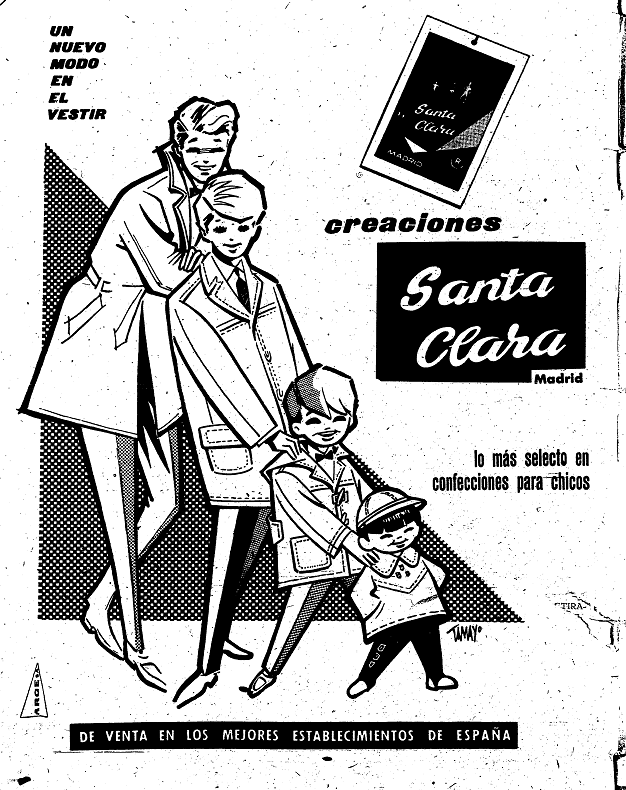 UN
NUEVO
MODO
EN
EL
VESTIR
Santa
Clara
MADRID
creaciones
Santa
Clara
Madrid
lo más selecto en
confecciones para chicos
TIRA-
TAMAYO
DE VENTA EN LOS MEJORES ESTABLECIMIENTOS DE ESPAÑA